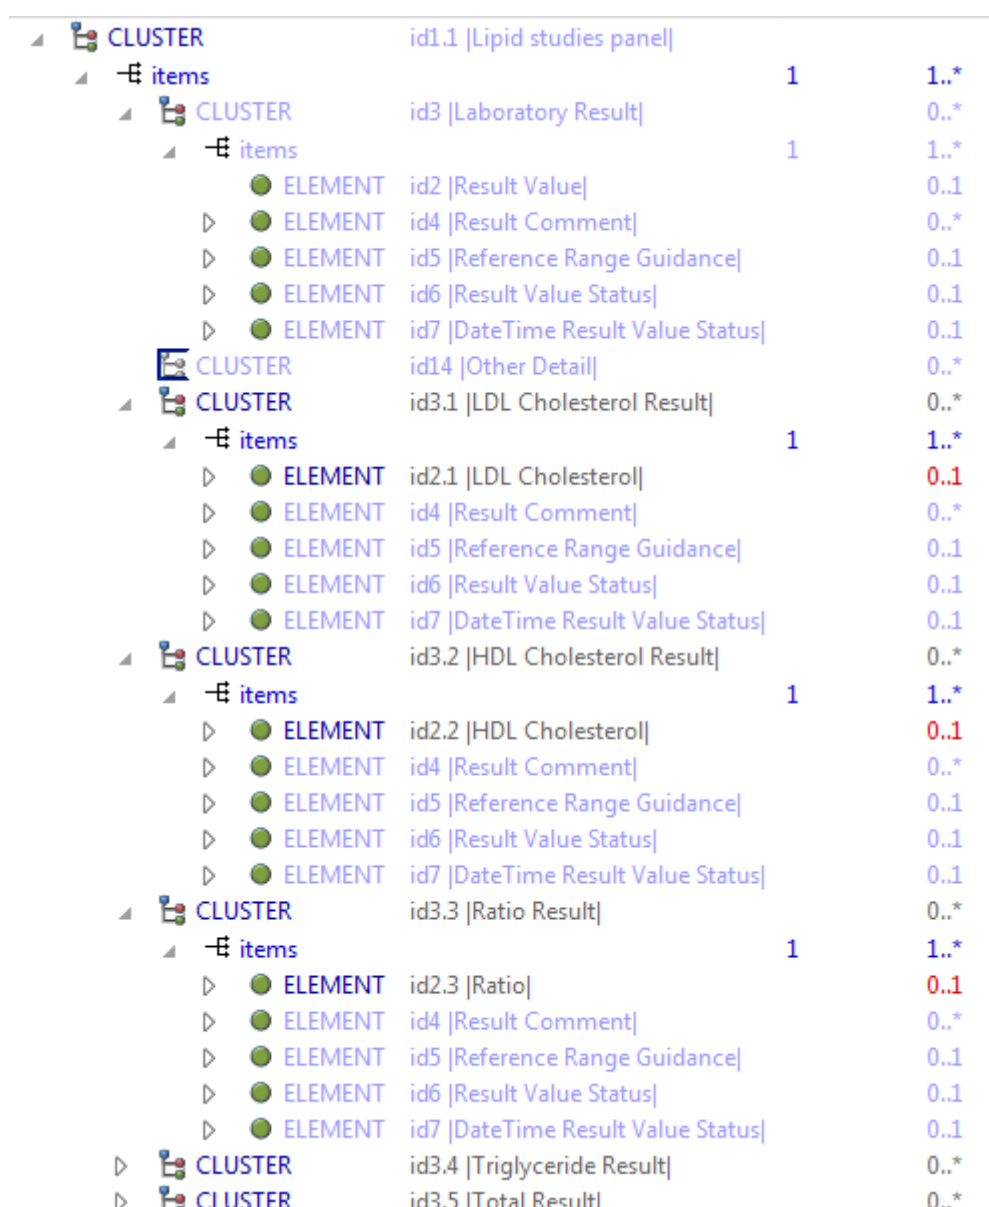 CLUSTER id1.1 |Lipid studies panel|
items 1 1..*
CLUSTER id3 |Laboratory Result| 0..*
items 1 1..*
ELEMENT id2 |Result Value| 0..1
ELEMENT id4 |Result Comment| 0..*
ELEMENT id5 |Reference Range Guidance| 0..1
ELEMENT id6 |Result Value Status| 0..1
ELEMENT id7 |DateTime Result Value Status| 0..1
CLUSTER id14 |Other Detail| 0..*
CLUSTER id3.1 |LDL Cholesterol Result| 0..*
items 1 1..*
ELEMENT id2.1 |LDL Cholesterol| 0..1
ELEMENT id4 |Result Comment| 0..*
ELEMENT id5 |Reference Range Guidance| 0..1
ELEMENT id6 |Result Value Status| 0..1
ELEMENT id7 |DateTime Result Value Status| 0..1
CLUSTER id3.2 |HDL Cholesterol Result| 0..*
items 1 1..*
ELEMENT id2.2 |HDL Cholesterol| 0..1
ELEMENT id4 |Result Comment| 0..*
ELEMENT id5 |Reference Range Guidance| 0..1
ELEMENT id6 |Result Value Status| 0..1
ELEMENT id7 |DateTime Result Value Status| 0..1
CLUSTER id3.3 |Ratio Result| 0..*
items 1 1..*
ELEMENT id2.3 |Ratio| 0..1
ELEMENT id4 |Result Comment| 0..*
ELEMENT id5 |Reference Range Guidance| 0..1
ELEMENT id6 |Result Value Status| 0..1
ELEMENT id7 |DateTime Result Value Status| 0..1
CLUSTER id3.4 |Triglyceride Result| 0..*
CLUSTER id3.5 |Total Result| 0..*